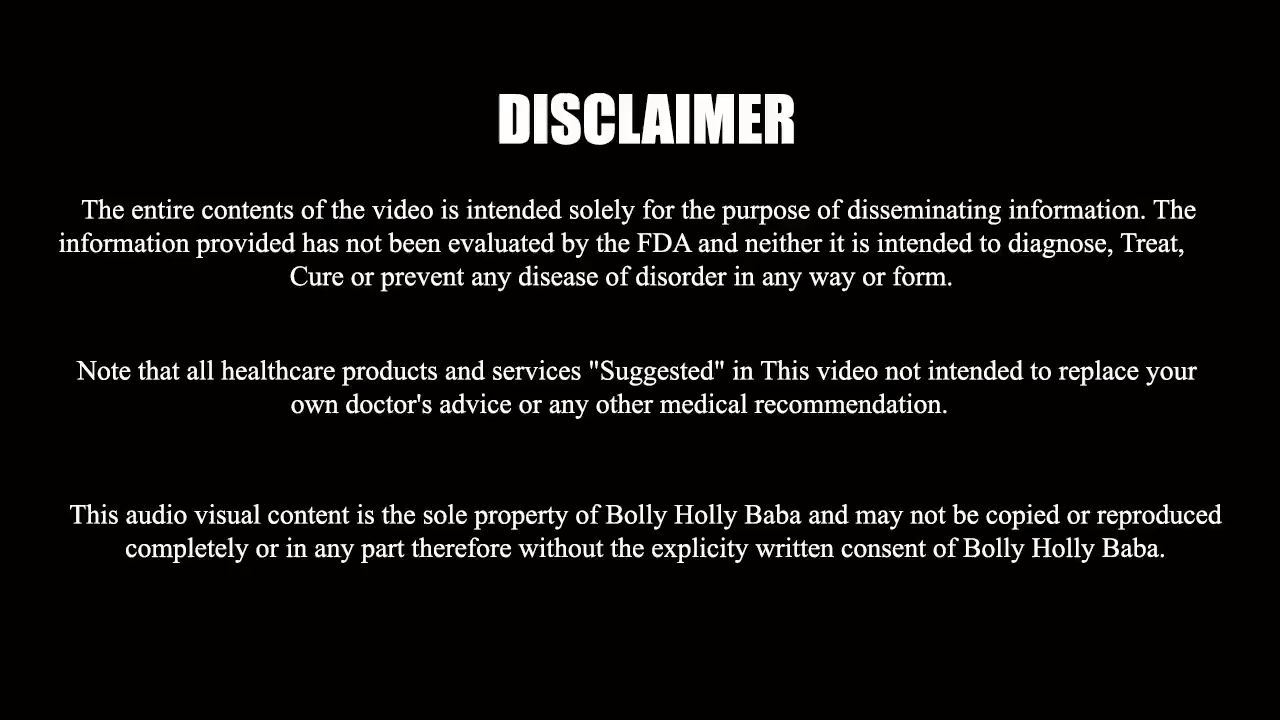 DISCLAIMER
The entire contents of the video is intended solely for the purpose of disseminating information. The
information provided has not been evaluated by the FDA and neither it is intended to diagnose, Treat,
Cure or prevent any disease of disorder in any way or form.
Note that all healthcare products and services "Suggested" in This video not intended to replace your
own doctor's advice or any other medical recommendation.
This audio visual content is the sole property of Bolly Holly Baba and may not be copied or reproduced
completely or in any part therefore without the explicity written consent of Bolly Holly Baba.